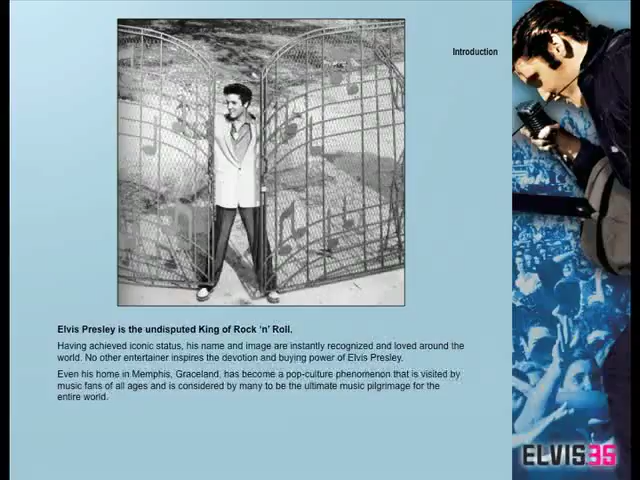 Introduction
Elvis Presley is the undisputed King of Rock ‘n’ Roll.
Having achieved iconic status, his name and image are instantly recognized and loved around the
world. No other entertainer inspires the devotion and buying power of Elvis Presley.
Even his home in Memphis, Graceland, has become a pop-culture phenomenon that is visited by
music fans of all ages and is considered by many to be the ultimate music pilgrimage for the
entire world.
ELVIS35